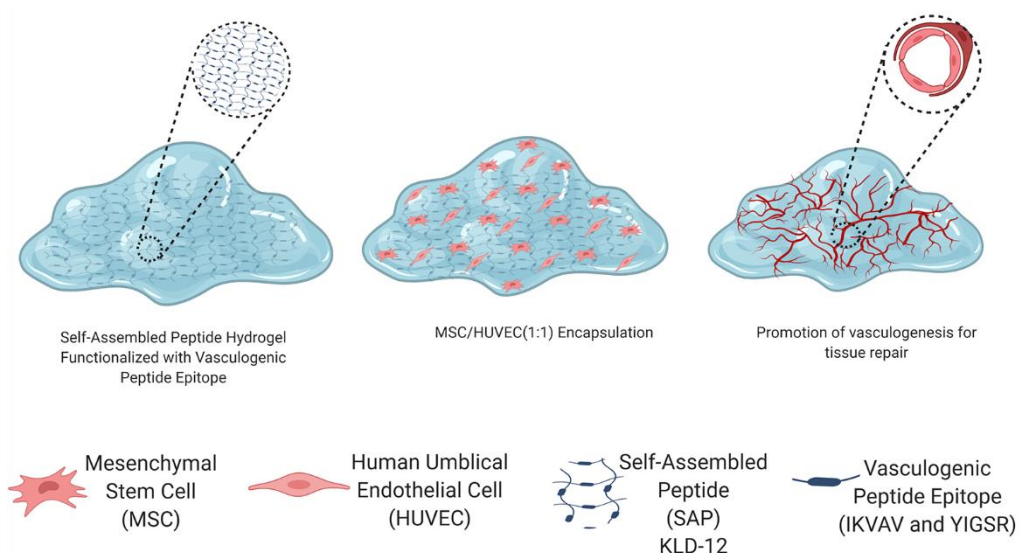 Self-Assembled Peptide Hydrogel
Functionalized with Vasculogenic
Peptide Epitope
MSC/HUVEC(1:1) Encapsulation
Promotion of vasculogenesis for
tissue repair
Mesenchymal
Stem Cell
(MSC)
Human Umblical
Endothelial Cell
(HUVEC)
Self-Assembled
Peptide
(SAP)
KLD-12
Vasculogenic
Peptide Epitope
(IKVAV and YIGSR)